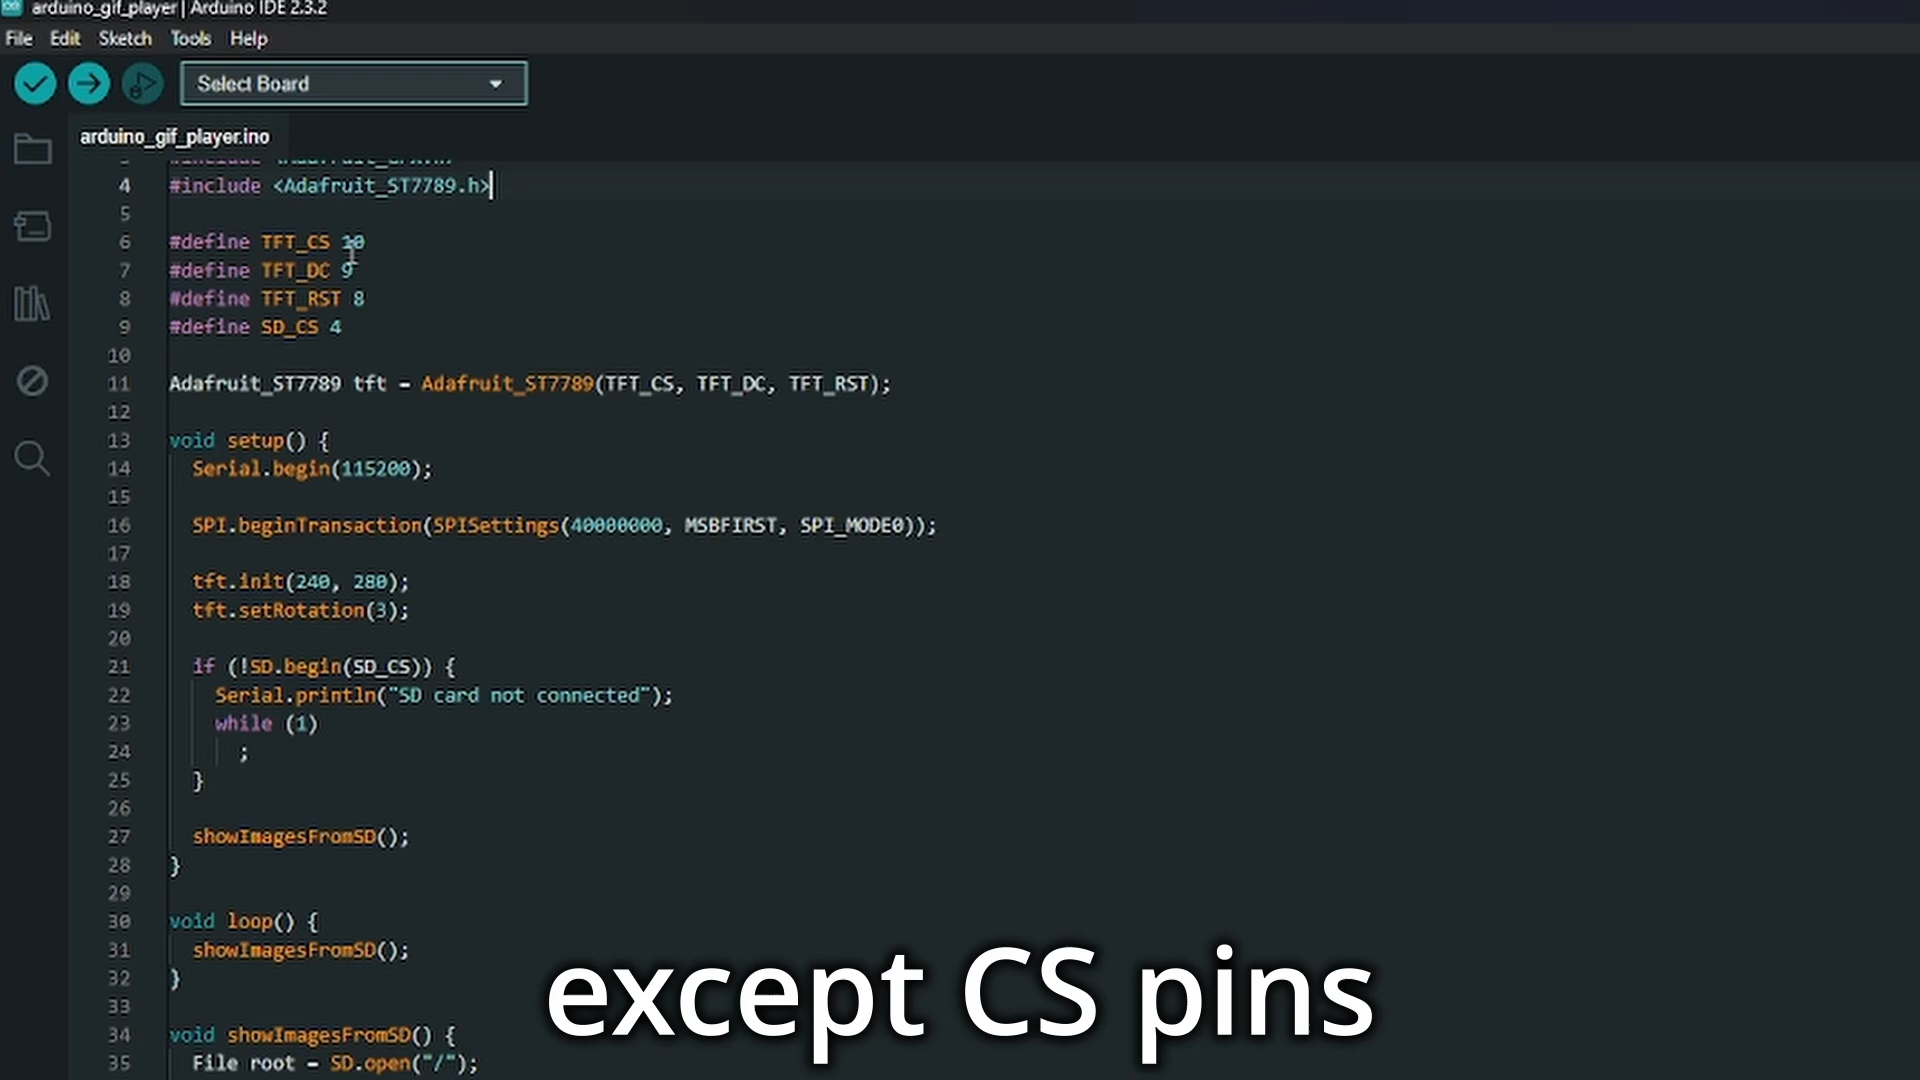 arduino_gif_player | Arduino IDE 2.3.2
File Edit Sketch Tools Help
Select Board
arduino_gif_player.ino
4 #include <Adafruit_ST7789.h>
5
6 #define TFT_CS 10
7 #define TFT_DC 9
8 #define TFT_RST 8
9 #define SD_CS 4
10
11 Adafruit_ST7789 tft = Adafruit_ST7789(TFT_CS, TFT_DC, TFT_RST);
12
13 void setup() {
14 Serial.begin(115200);
15
16 SPI.beginTransaction(SPISettings(40000000, MSBFIRST, SPI_MODE0));
17
18 tft.init(240, 280);
19 tft.setRotation(3);
20
21 if (!SD.begin(SD_CS)) {
22 Serial.println("SD card not connected");
23 while (1)
24 ;
25 }
26
27 showImagesFromSD();
28 }
29
30 void loop() {
31 showImagesFromSD();
32 }
33
34 void showImagesFromSD() {
35 File root = SD.open("/");
except CS pins